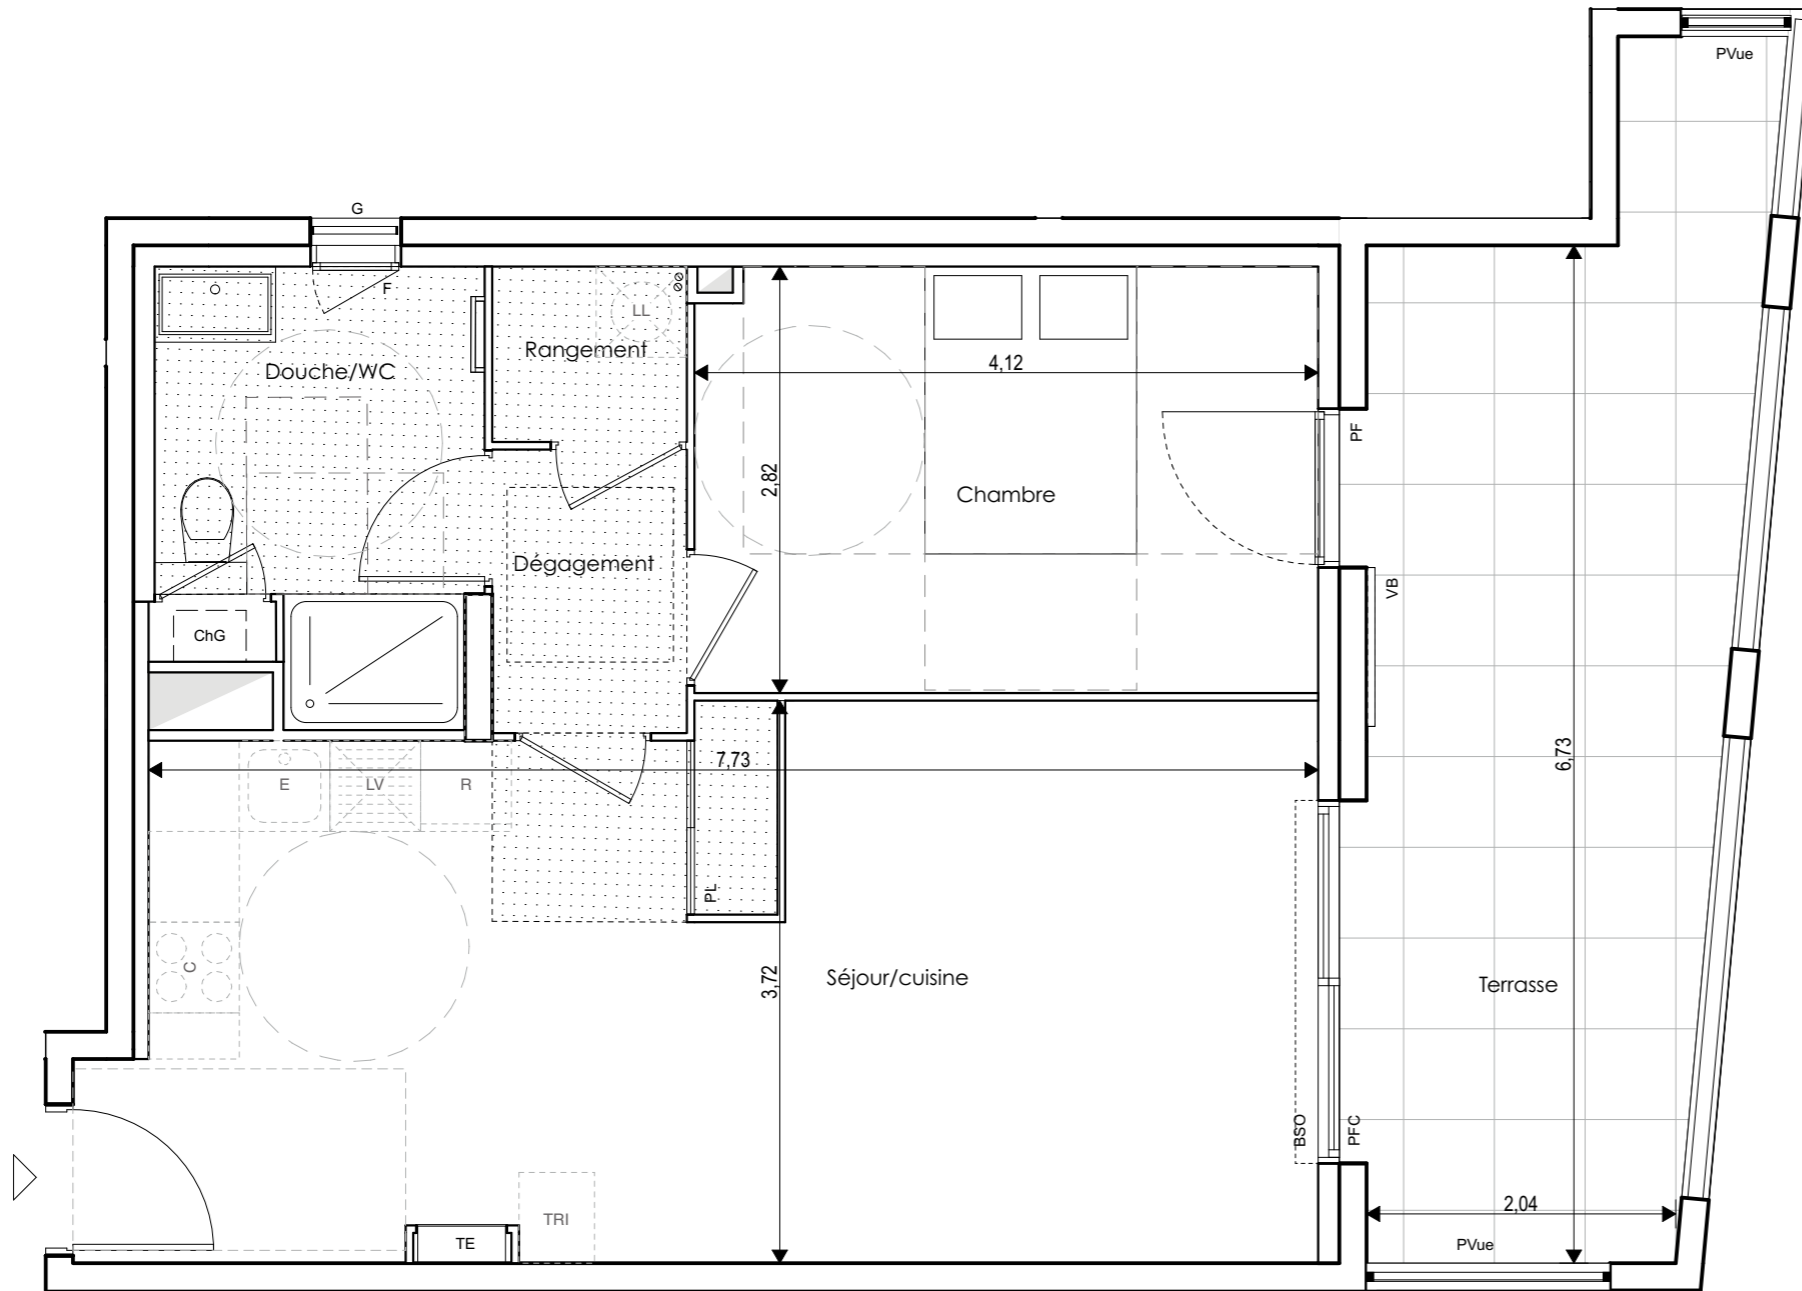 PVue
G
F
LL
Rangement
Douche/WC
4,12
PF
2,82
Chambre
Dégagement
VB
ChG
7,73
6,73
E
LV
R
PL
C
3,72
Séjour/cuisine
Terrasse
BSO
PFC
2,04
TRI
TE
PVue